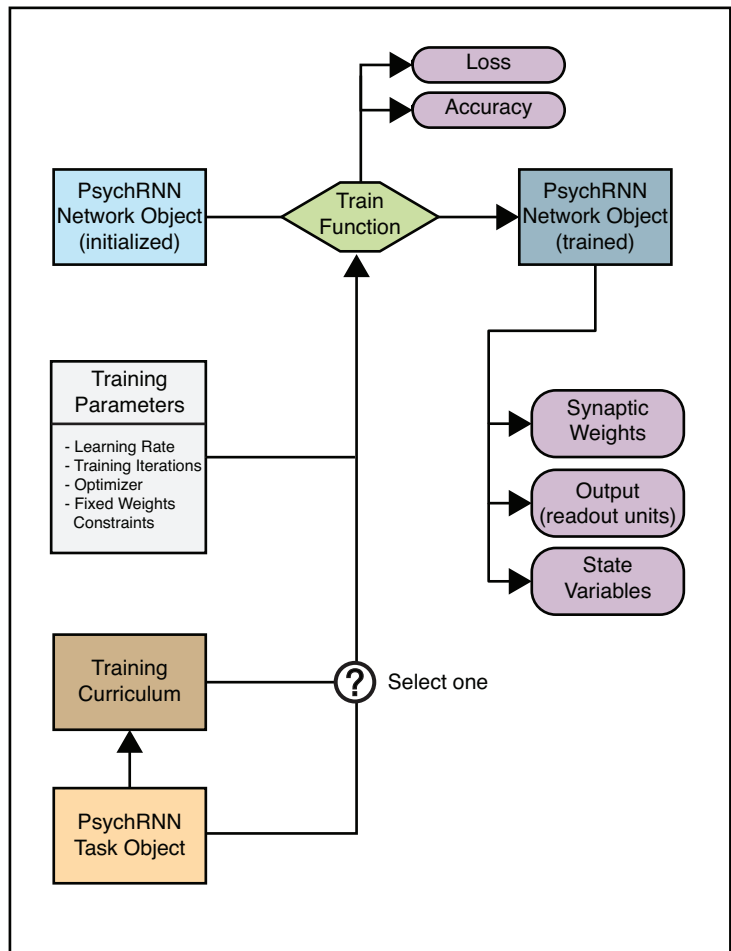 Loss
Accuracy
PsychRNN
Network Object
(initialized)
Train
Function
PsychRNN
Network Object
(trained)
Training
Parameters
- Learning Rate
- Training Iterations
- Optimizer
- Fixed Weights
Constraints
Synaptic
Weights
Output
(readout units)
State
Variables
Training
Curriculum
?
Select one
PsychRNN
Task Object